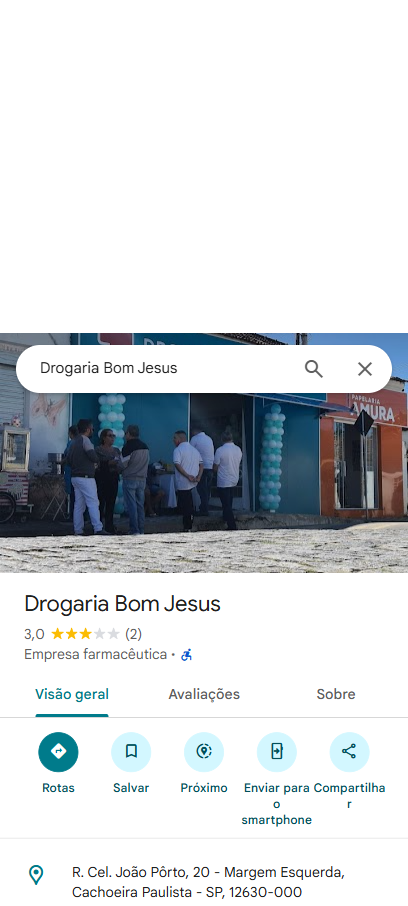 Drogaria Bom Jesus
PAPELARIA
Drogaria Bom Jesus
3,0 (2)
Empresa farmacêutica ·
Visão geral Avaliações Sobre
Rotas Salvar Próximo Enviar para o smartphone Compartilhar
R. Cel. João Pôrto, 20 - Margem Esquerda,
Cachoeira Paulista - SP, 12630-000